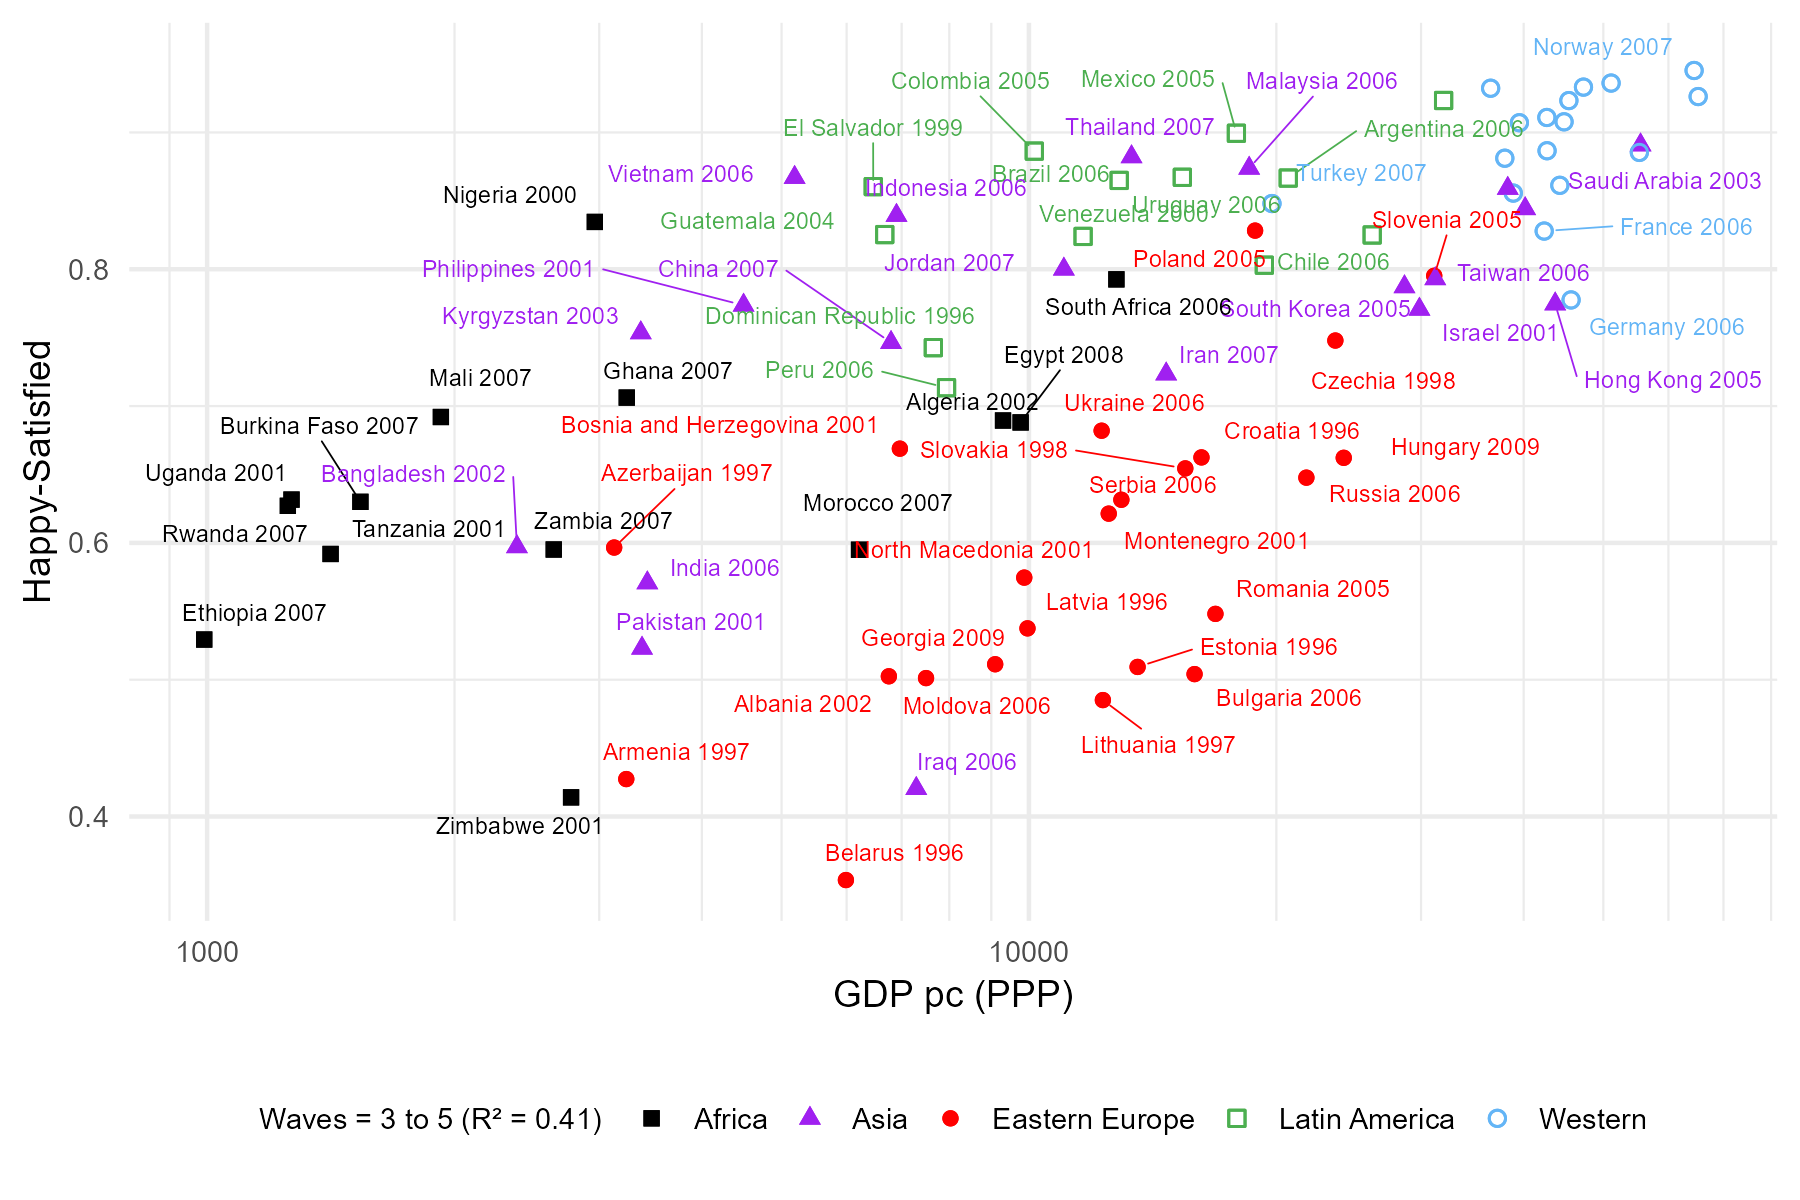 Norway 2007
Colombia 2005
Mexico 2005
Malaysia 2006
El Salvador 1999
Thailand 2007
Argentina 2006
Vietnam 2006
Brazil 2006
Turkey 2007
Saudi Arabia 2003
Nigeria 2000
Indonesia 2006
Guatemala 2004
Venezuela 2000
Uruguay 2006
Slovenia 2005
France 2006
0.8
Philippines 2001
China 2007
Jordan 2007
Poland 2005
Chile 2006
Taiwan 2006
Kyrgyzstan 2003
Dominican Republic 1996
South Africa 2006
South Korea 2005
Israel 2001
Germany 2006
Mali 2007
Ghana 2007
Peru 2006
Egypt 2008
Iran 2007
Czechia 1998
Hong Kong 2005
Burkina Faso 2007
Bosnia and Herzegovina 2001
Algeria 2002
Ukraine 2006
Croatia 1996
Hungary 2009
Uganda 2001
Bangladesh 2002
Azerbaijan 1997
Slovakia 1998
Serbia 2006
Russia 2006
Rwanda 2007
Tanzania 2001
Zambia 2007
Morocco 2007
0.6
North Macedonia 2001
Montenegro 2001
India 2006
Romania 2005
Ethiopia 2007
Pakistan 2001
Latvia 1996
Georgia 2009
Estonia 1996
Albania 2002
Moldova 2006
Bulgaria 2006
Armenia 1997
Iraq 2006
Lithuania 1997
0.4
Zimbabwe 2001
Belarus 1996
Happy-Satisfied
1000
10000
GDP pc (PPP)
Waves = 3 to 5 (R² = 0.41)
Africa
Asia
Eastern Europe
Latin America
Western